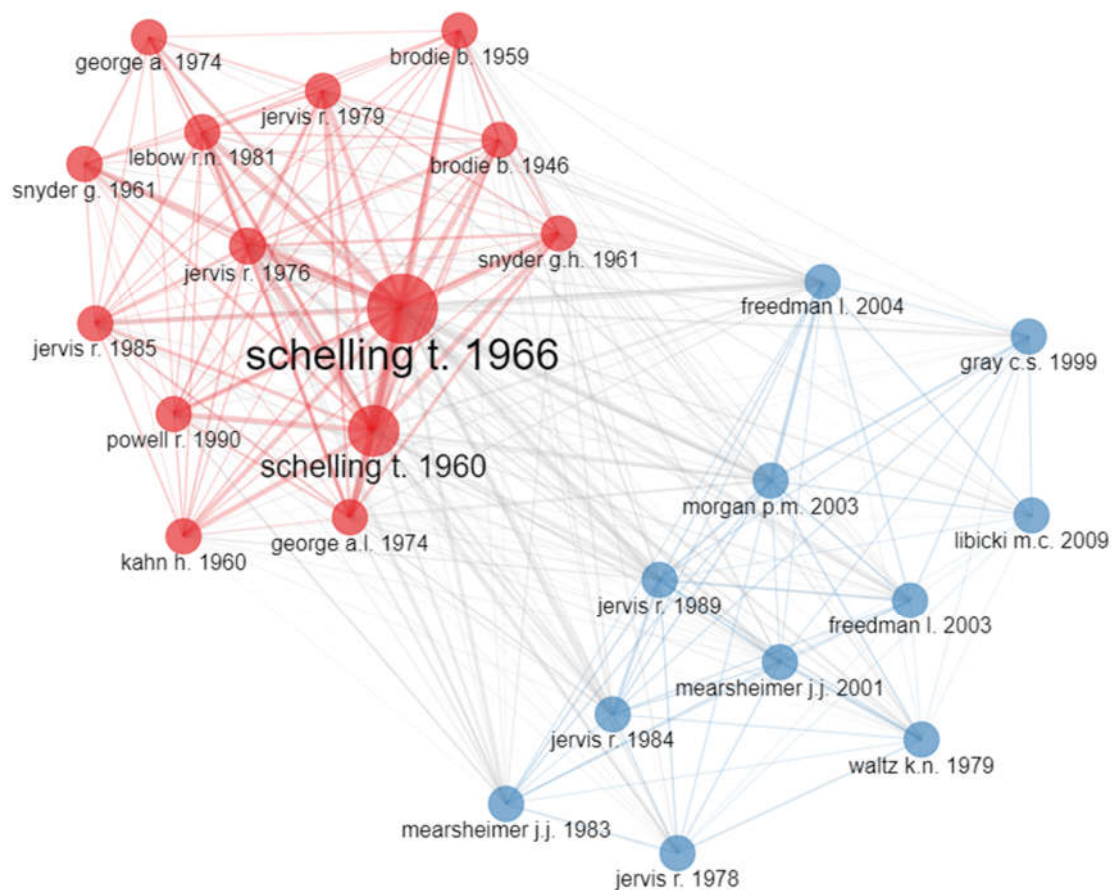 george a. 1974
brodie b. 1959
jervis r. 1979
lebow r.n. 1981
brodie b. 1946
snyder g. 1961
snyder g.h. 1961
jervis r. 1976
freedman l. 2004
jervis r. 1985
schelling t. 1966
gray c.s. 1999
powell r. 1990
schelling t. 1960
morgan p.m. 2003
george a.l. 1974
libicki m.c. 2009
kahn h. 1960
jervis r. 1989
freedman l. 2003
mearsheimer j.j. 2001
jervis r. 1984
waltz k.n. 1979
mearsheimer j.j. 1983
jervis r. 1978